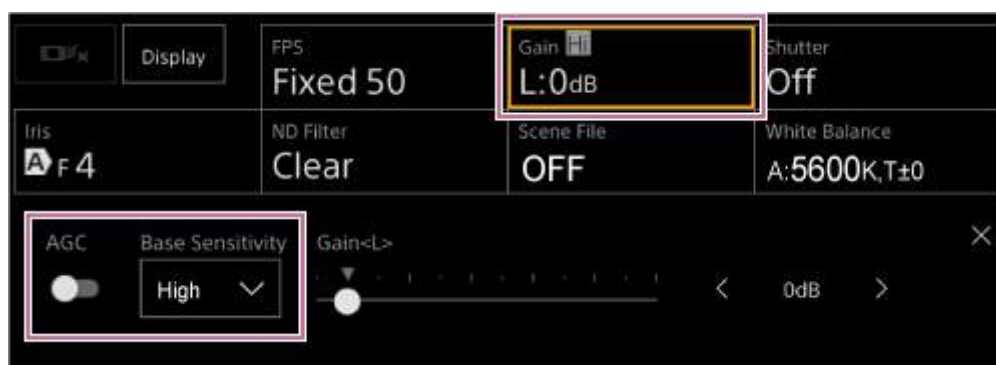 Display
FPS
Fixed 50
Gain Hi
L:0dB
Shutter
Off
Iris
A F 4
ND Filter
Clear
Scene File
OFF
White Balance
A:5600K,T±0
AGC
Base Sensitivity
High
Gain<L>
0dB